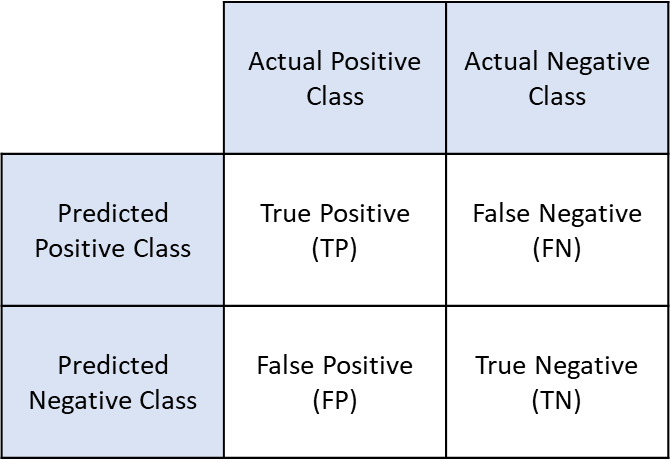 Actual Positive
Class
Actual Negative
Class
Predicted
Positive Class
True Positive
(TP)
False Negative
(FN)
Predicted
Negative Class
False Positive
(FP)
True Negative
(TN)